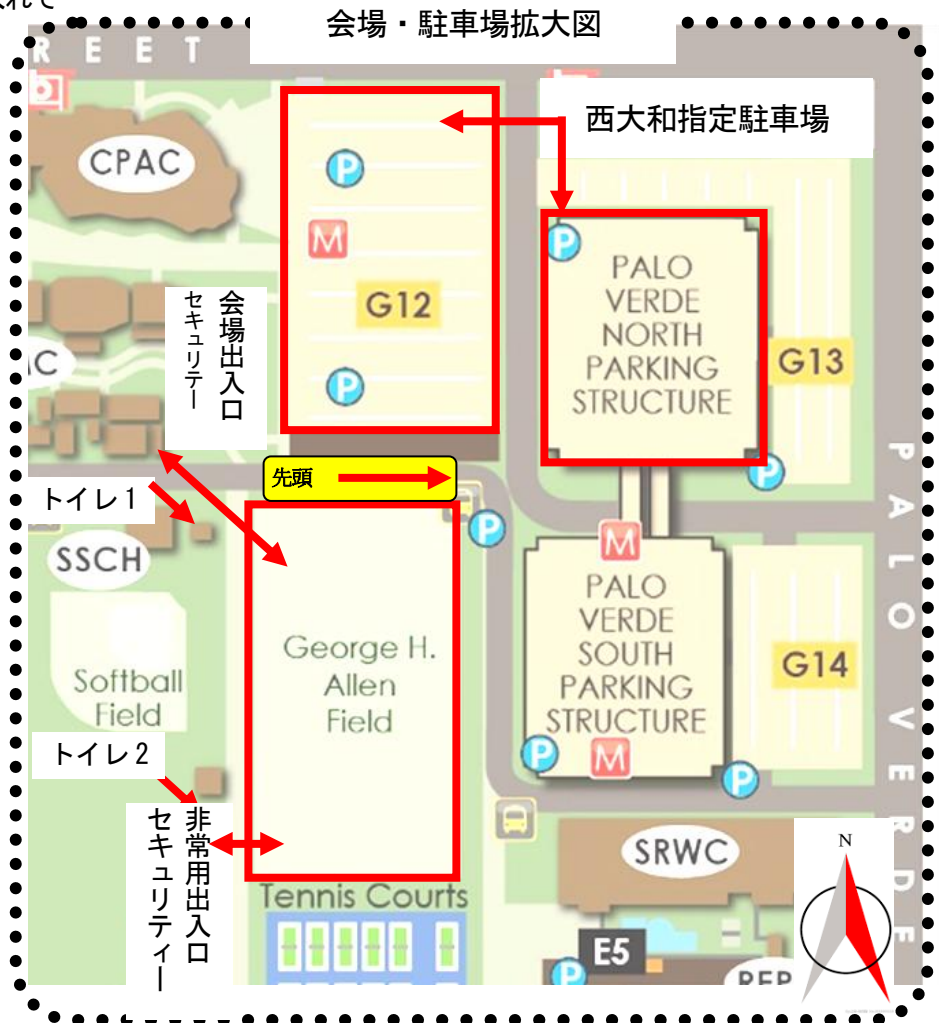 会場・駐車場拡大図
REET
西大和指定駐車場
CPAC
P
P
M
PALO
VERDE
NORTH
PARKING
STRUCTURE
G12
G13
会場出入口
セキュリテー
IC
P
P
先頭
トイレ1
P
M
SSCH
PALO
VERDE
SOUTH
PARKING
STRUCTURE
George H.
Allen
Field
G14
Softball
Field
PALO VERDE
トイレ2
P
M
P
非常用出入口
セキュリティー
SRWC
N
Tennis Courts
E5
P